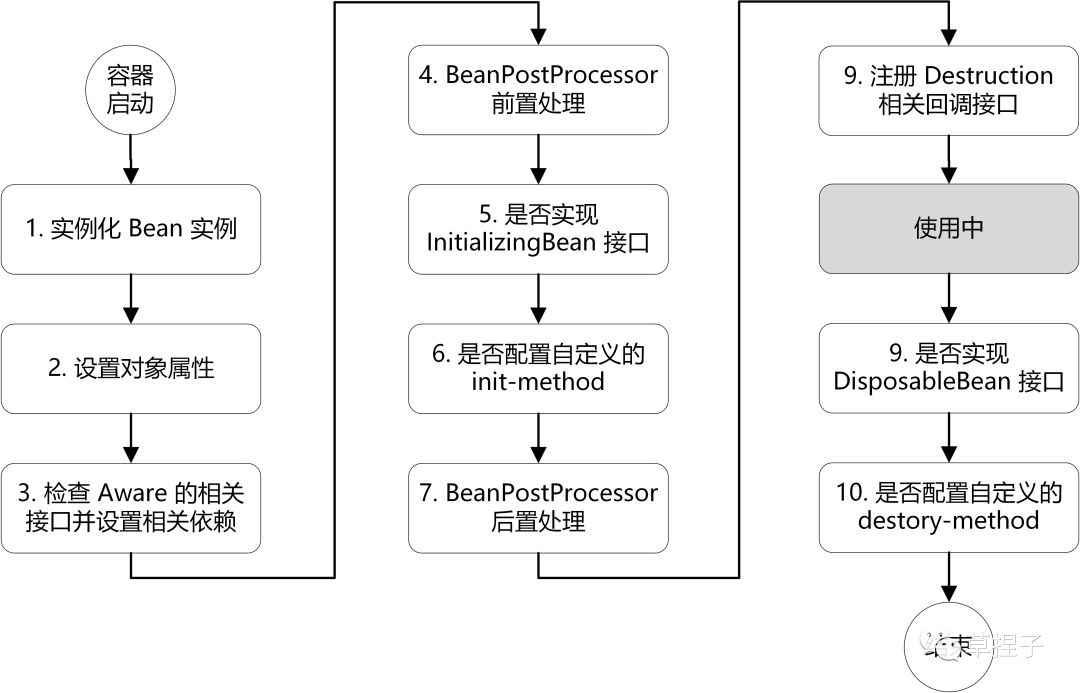 容器
启动
1. 实例化 Bean 实例
2. 设置对象属性
3. 检查 Aware 的相关
接口并设置相关依赖
4. BeanPostProcessor
前置处理
5. 是否实现
InitializingBean 接口
6. 是否配置自定义的
init-method
7. BeanPostProcessor
后置处理
9. 注册 Destruction
相关回调接口
使用中
9. 是否实现
DisposableBean 接口
10. 是否配置自定义的
destory-method
结束
草捏子